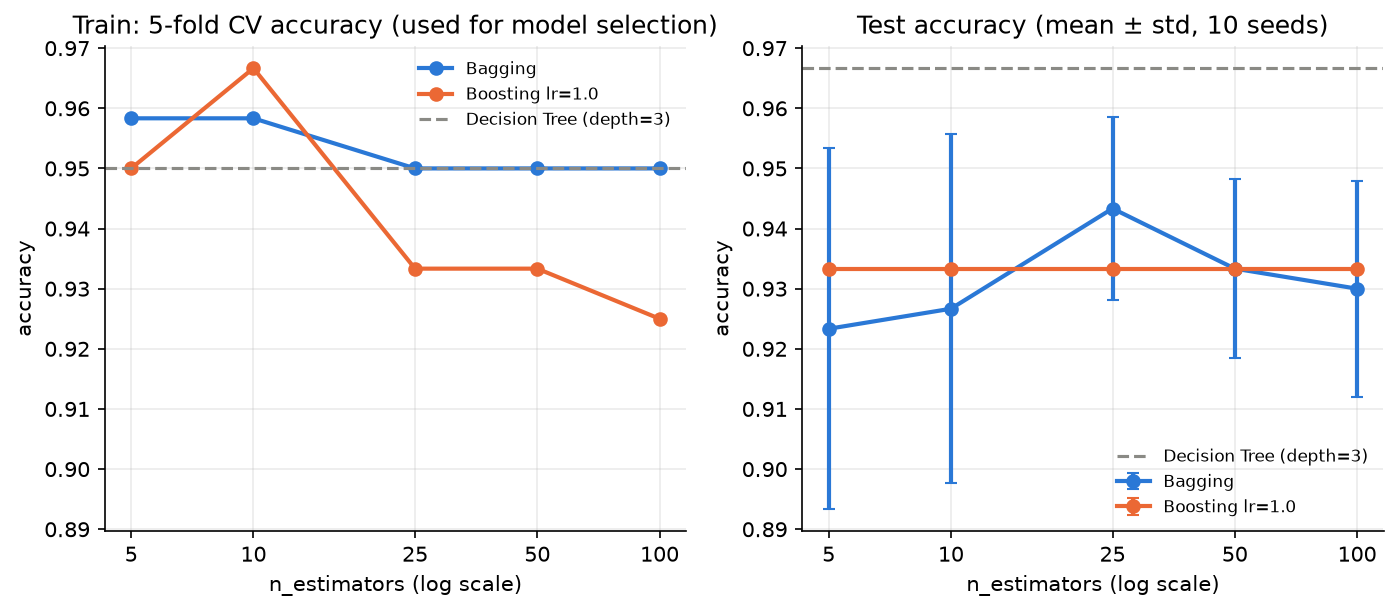 Train: 5-fold CV accuracy (used for model selection)
0.97
0.96
0.95
0.94
0.93
0.92
0.91
0.90
0.89
accuracy
5
10
25
50
100
n_estimators (log scale)
Bagging
Boosting lr=1.0
Decision Tree (depth=3)
Test accuracy (mean ± std, 10 seeds)
0.97
0.96
0.95
0.94
0.93
0.92
0.91
0.90
0.89
accuracy
5
10
25
50
100
n_estimators (log scale)
Decision Tree (depth=3)
Bagging
Boosting lr=1.0